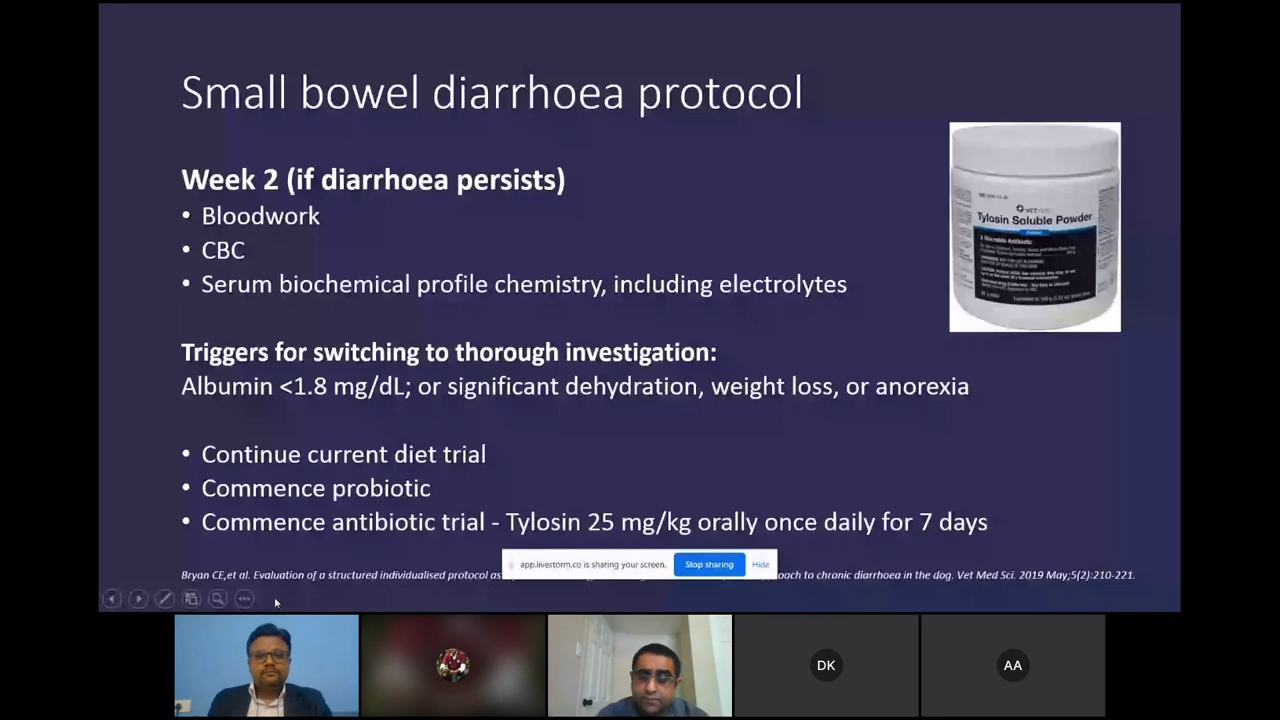 Small bowel diarrhoea protocol
Week 2 (if diarrhoea persists)
• Bloodwork
• CBC
• Serum biochemical profile chemistry, including electrolytes
Tylosin Soluble Powder
Triggers for switching to thorough investigation:
Albumin <1.8 mg/dL; or significant dehydration, weight loss, or anorexia
• Continue current diet trial
• Commence probiotic
• Commence antibiotic trial - Tylosin 25 mg/kg orally once daily for 7 days
app.livestorm.co is sharing your screen.
Stop sharing
Hide
Bryan CE,et al. Evaluation of a structured individualised protocol as approach to chronic diarrhoea in the dog. Vet Med Sci. 2019 May;5(2):210-221.
DK
AA